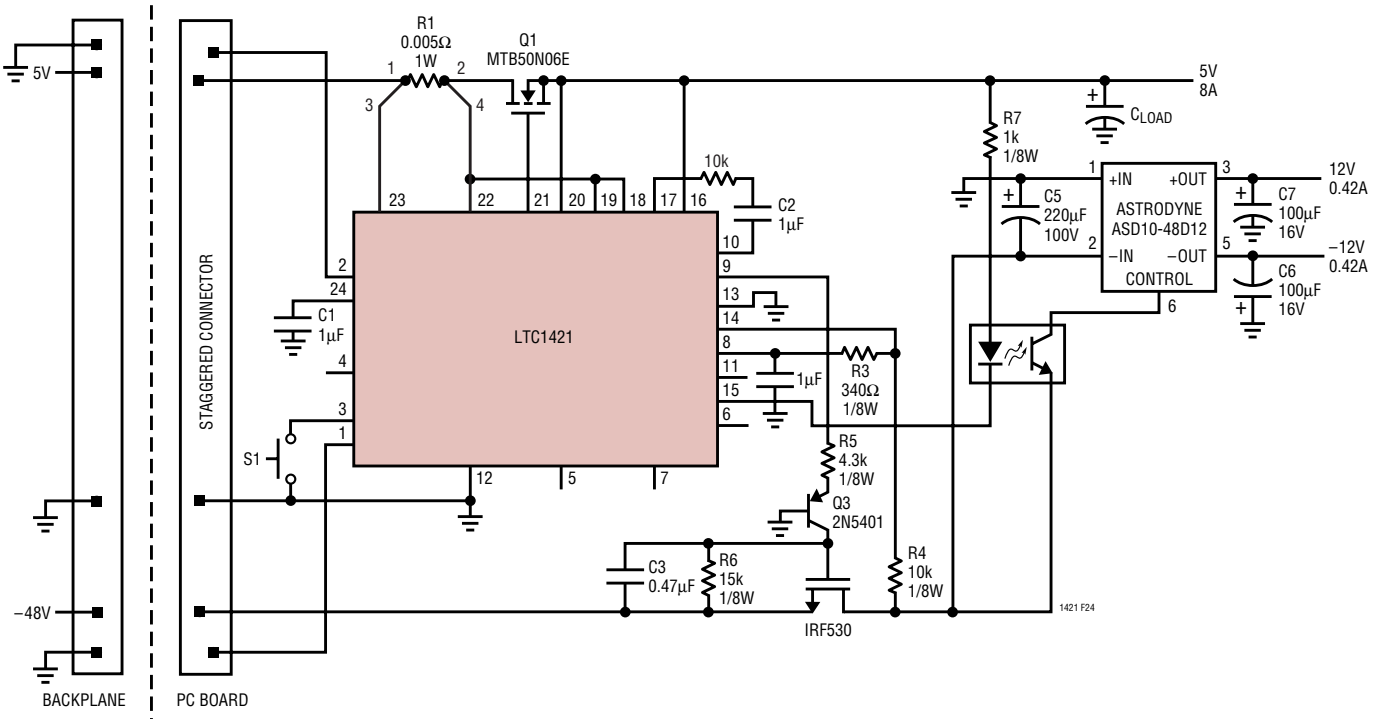 R1
0.005Ω
1W
Q1
MTB50N06E
1
2
3
4
5V
8A
+
CLOAD
R7
1k
1/8W
10k
C2
1µF
23
22
21
20
19
18
17
16
10
9
13
14
8
11
15
6
2
24
4
3
1
12
5
7
LTC1421
C1
1µF
S1
1µF
R3
340Ω
1/8W
R5
4.3k
1/8W
Q3
2N5401
R4
10k
1/8W
C3
0.47µF
R6
15k
1/8W
IRF530
+
C5
220µF
100V
1
2
3
5
6
+IN
+OUT
ASTRODYNE
ASD10-48D12
−IN
−OUT
CONTROL
12V
0.42A
+
C7
100µF
16V
−12V
0.42A
C6
100µF
16V
+
5V
−48V
STAGGERED CONNECTOR
BACKPLANE
PC BOARD
1421 F24